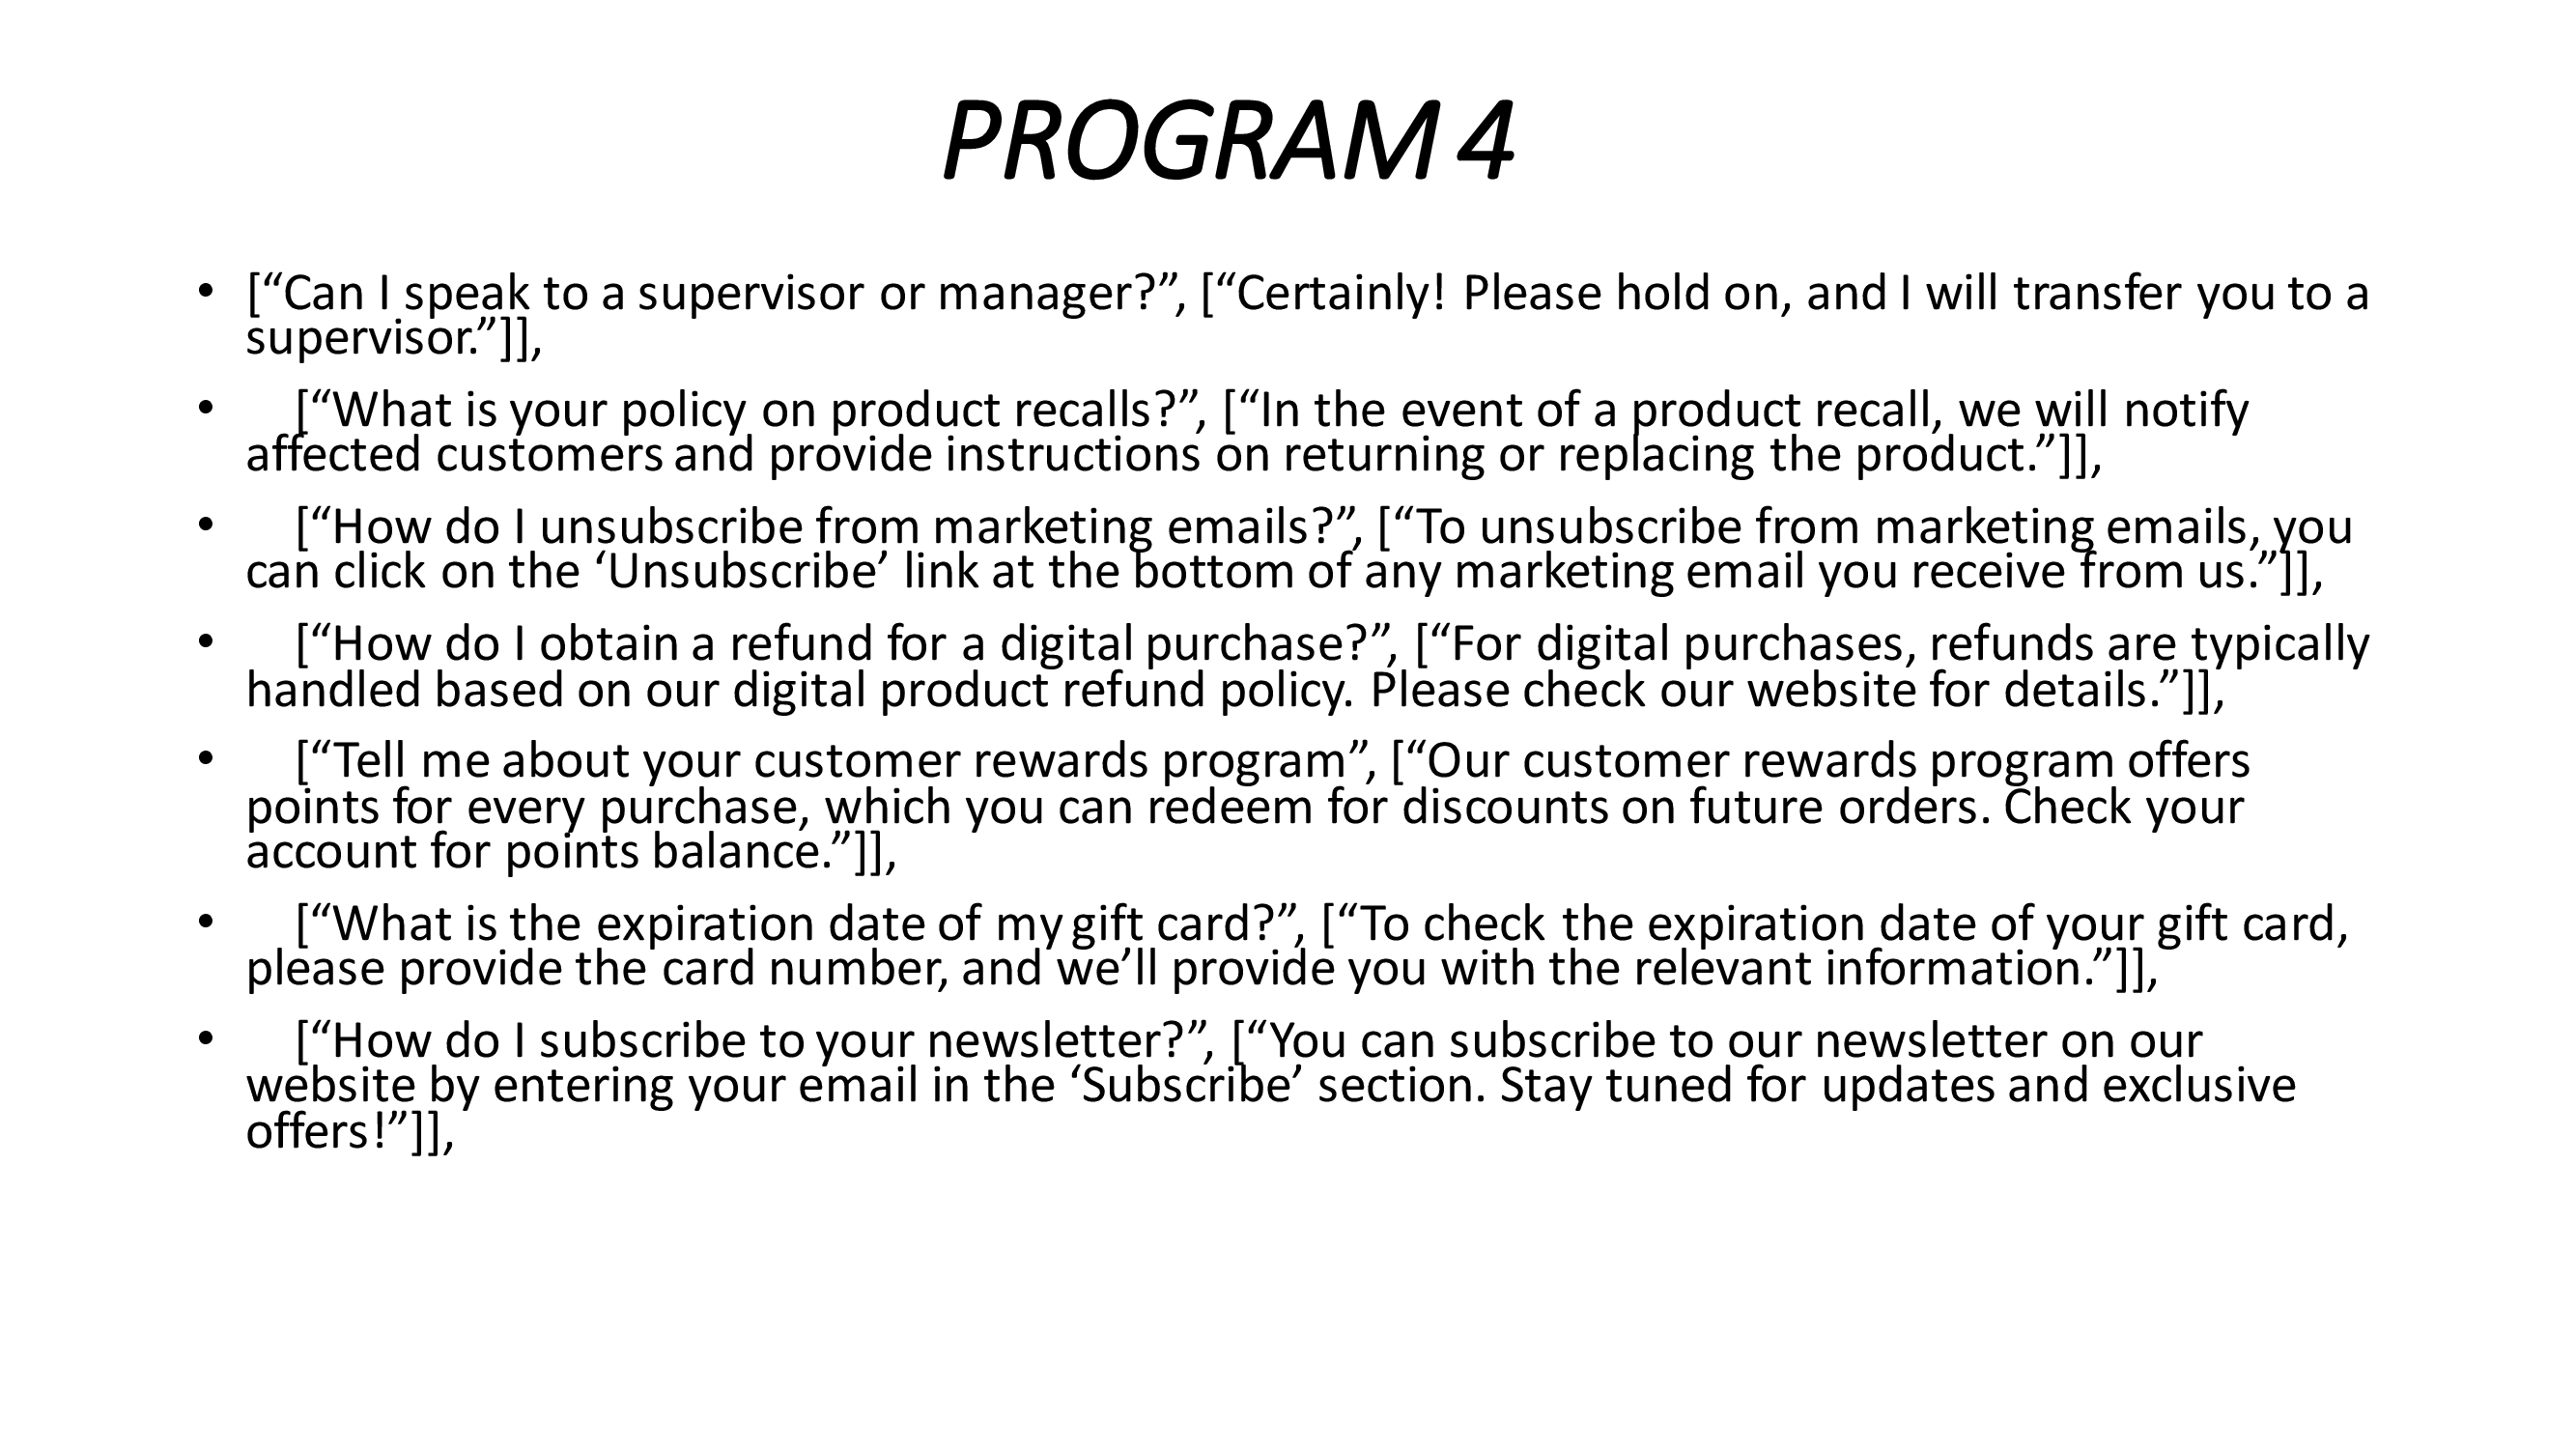 PROGRAM 4
• [“Can I speak to a supervisor or manager?”, [“Certainly! Please hold on, and I will transfer you to a
supervisor.”]],
• [“What is your policy on product recalls?”, [“In the event of a product recall, we will notify
affected customers and provide instructions on returning or replacing the product.”]],
• [“How do I unsubscribe from marketing emails?”, [“To unsubscribe from marketing emails, you
can click on the ‘Unsubscribe’ link at the bottom of any marketing email you receive from us.”]],
• [“How do I obtain a refund for a digital purchase?”, [“For digital purchases, refunds are typically
handled based on our digital product refund policy. Please check our website for details.”]],
• [“Tell me about your customer rewards program”, [“Our customer rewards program offers
points for every purchase, which you can redeem for discounts on future orders. Check your
account for points balance.”]],
• [“What is the expiration date of my gift card?”, [“To check the expiration date of your gift card,
please provide the card number, and we’ll provide you with the relevant information.”]],
• [“How do I subscribe to your newsletter?”, [“You can subscribe to our newsletter on our
website by entering your email in the ‘Subscribe’ section. Stay tuned for updates and exclusive
offers!”]],